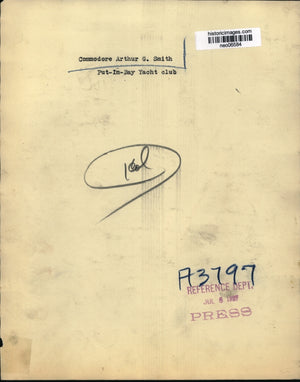 historicimages.com
neo06584
Commodore Arthur G. Smith
Put-In-Bay Yacht club
A3797
REFERENCE DEPT.
PRESS